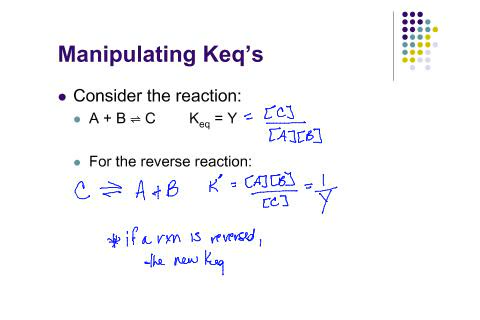 Manipulating Keq's
Consider the reaction:
A + B ⇌ C Keq = Y = [C] / [A][B]
For the reverse reaction:
C ⇌ A + B K' = [A][B] / [C] = 1 / Y
* if a rxn is reversed,
the new Keq